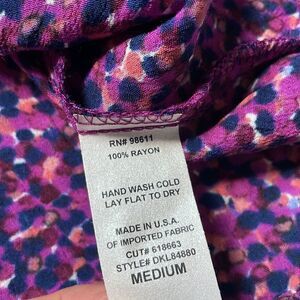 RN# 98611
100% RAYON
HAND WASH COLD
LAY FLAT TO DRY
MADE IN U.S.A.
OF IMPORTED FABRIC
CUT# 618663
STYLE# DKL84880
MEDIUM